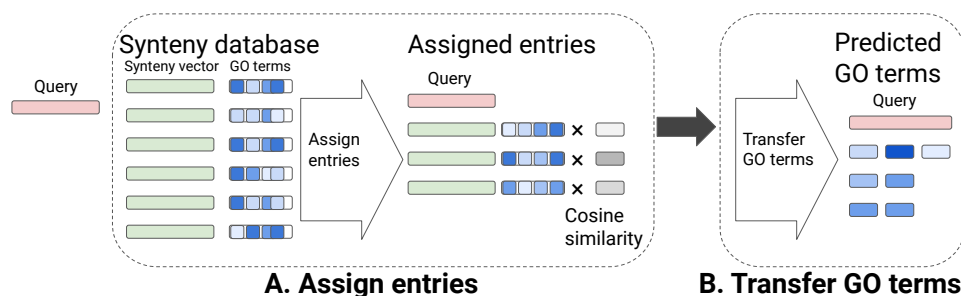 Query
Synteny database
Synteny vector GO terms
Assign
entries
Assigned entries
Query
×
×
×
Cosine
similarity
A. Assign entries
Transfer
GO terms
Predicted
GO terms
Query
B. Transfer GO terms